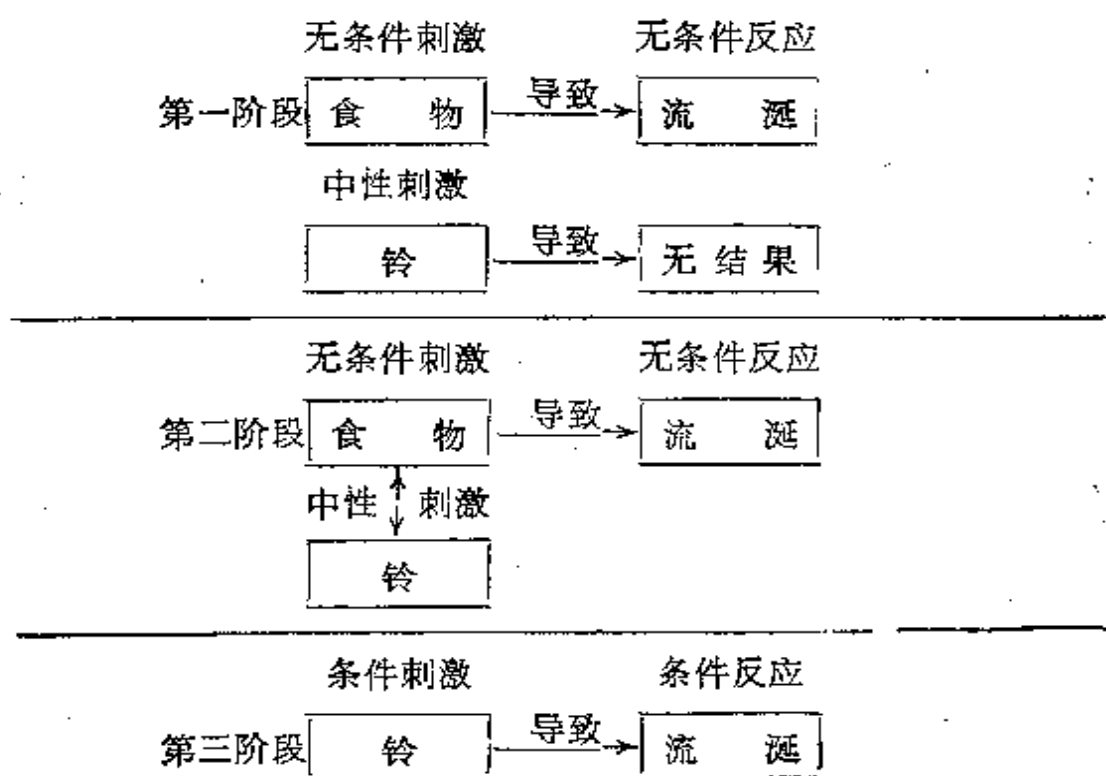 无条件刺激 无条件反应
第一阶段 食物 导致 流涎
中性刺激
铃 导致 无结果
无条件刺激 无条件反应
第二阶段 食物 导致 流涎
中性刺激
铃
条件刺激 条件反应
第三阶段 铃 导致 流涎